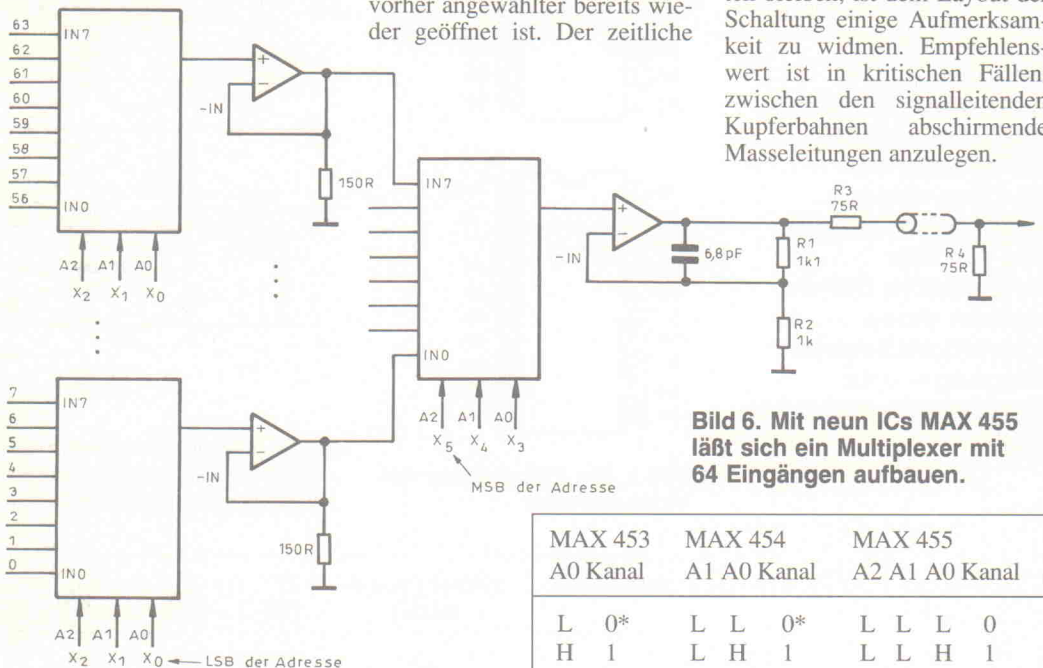 vorher angewählter bereits wie-
der geöffnet ist. Der zeitliche
ist dem Layout der
Schaltung einige Aufmerksam-
keit zu widmen. Empfehlens-
wert ist in kritischen Fällen
zwischen den signalleitenden
Kupferbahnen abschirmende
Masseleitungen anzulegen.
63
62
61
60
59
58
57
56
IN7
IN0
A2 A1 A0
X2 X1 X0
+
-
-IN
150R
7
6
5
4
3
2
1
0
IN7
IN0
A2 A1 A0
X2 X1 X0
LSB der Adresse
+
-
-IN
150R
IN7
IN0
A2 A1 A0
X5 X4 X3
MSB der Adresse
+
-
-IN
6,8pF
R1
1k1
R2
1k
R3
75R
R4
75R
Bild 6. Mit neun ICs MAX 455
läßt sich ein Multiplexer mit
64 Eingängen aufbauen.
MAX 453 MAX 454 MAX 455
A0 Kanal A1 A0 Kanal A2 A1 A0 Kanal
L 0* L L 0* L L L 0
H 1 L H 1 L L H 1